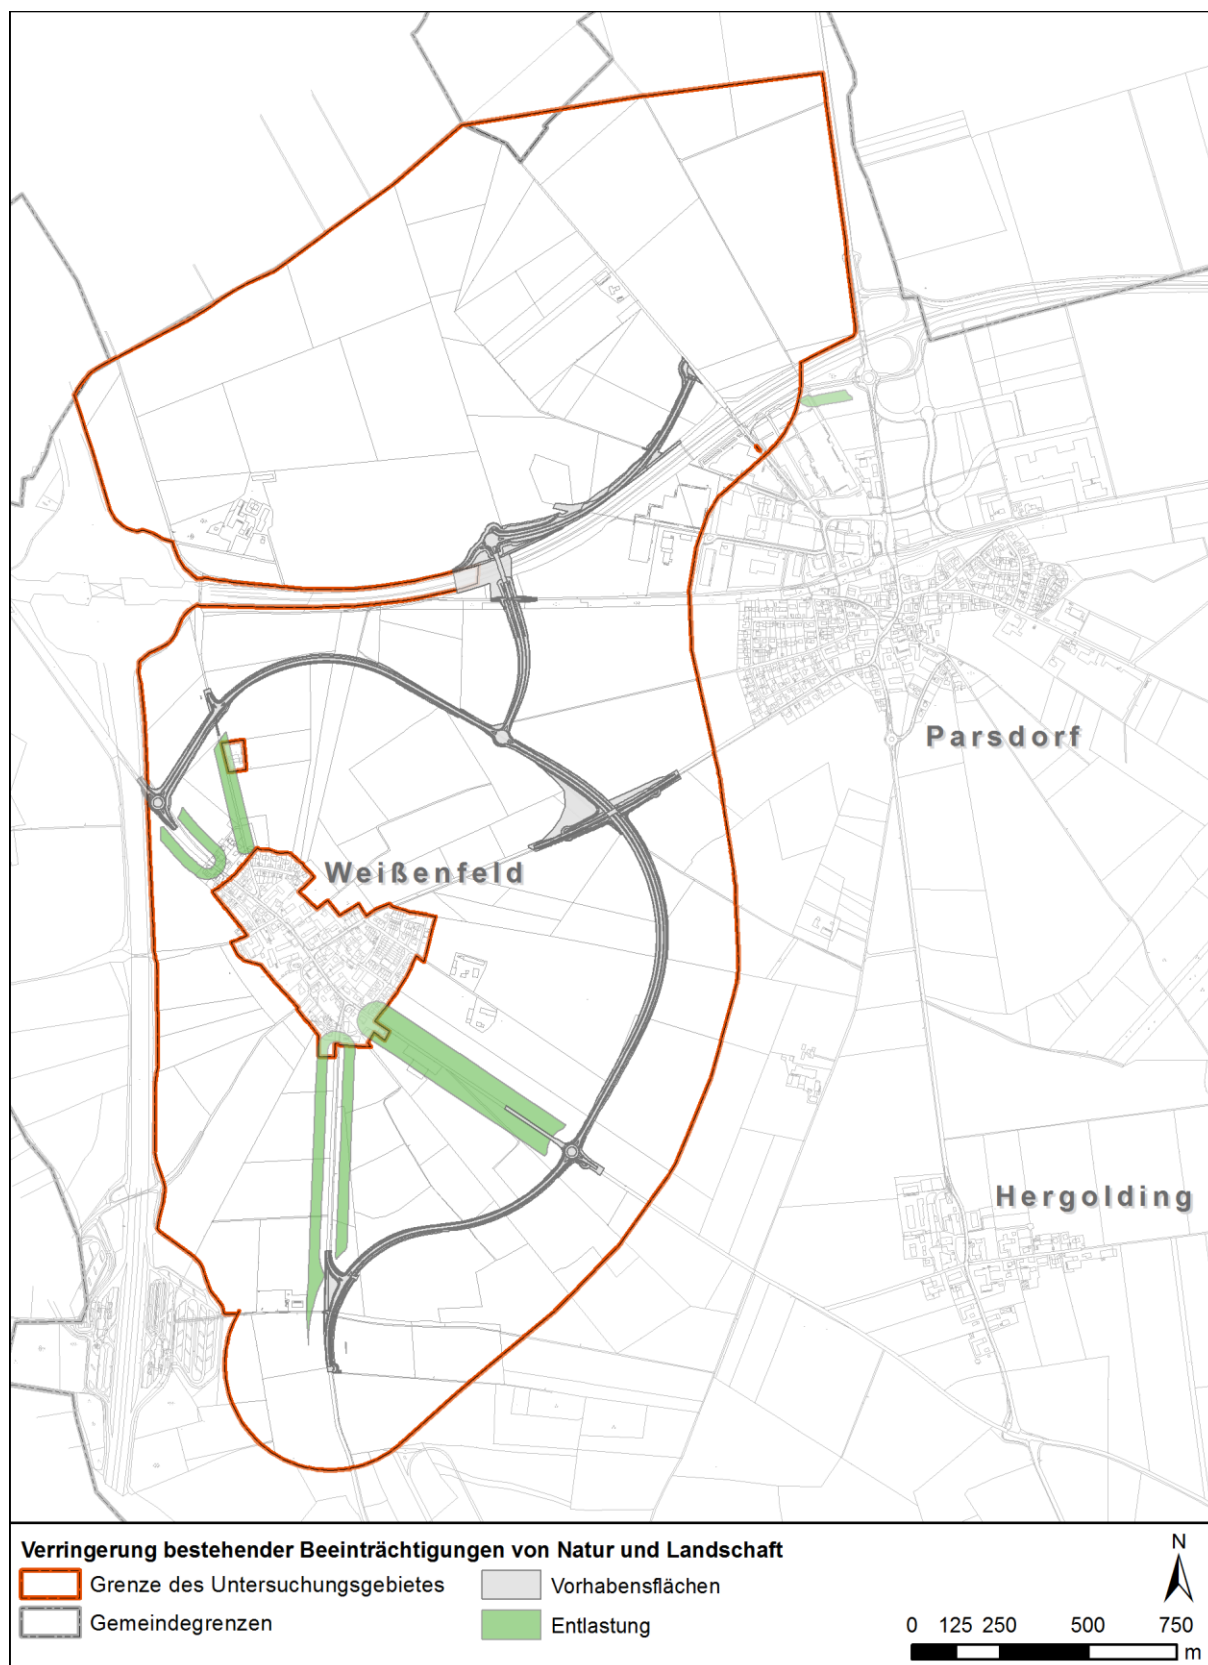 Parsdorf
Weißenfeld
Hergolding
Verringerung bestehender Beeinträchtigungen von Natur und Landschaft
Grenze des Untersuchungsgebietes
Gemeindegrenzen
Vorhabensflächen
Entlastung
N
0 125 250 500 750
m